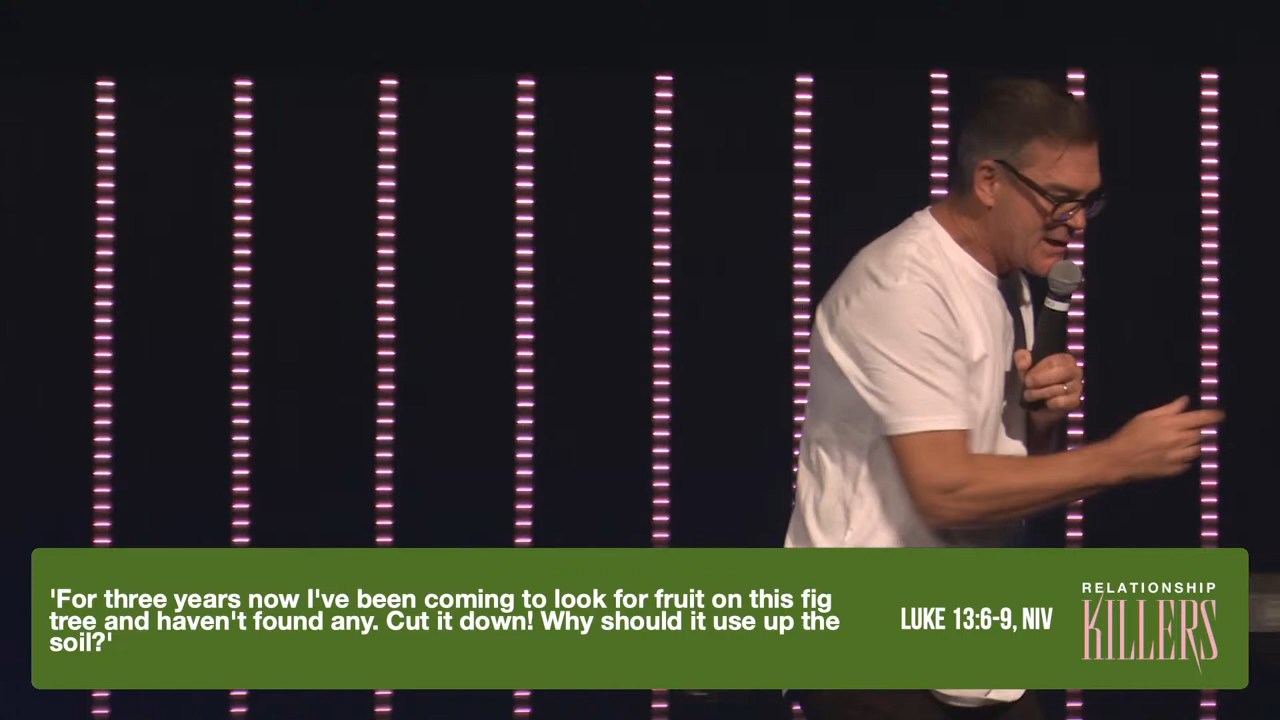 'For three years now I've been coming to look for fruit on this fig
tree and haven't found any. Cut it down! Why should it use up the
soil?'
LUKE 13:6-9, NIV
RELATIONSHIP
KILLERS